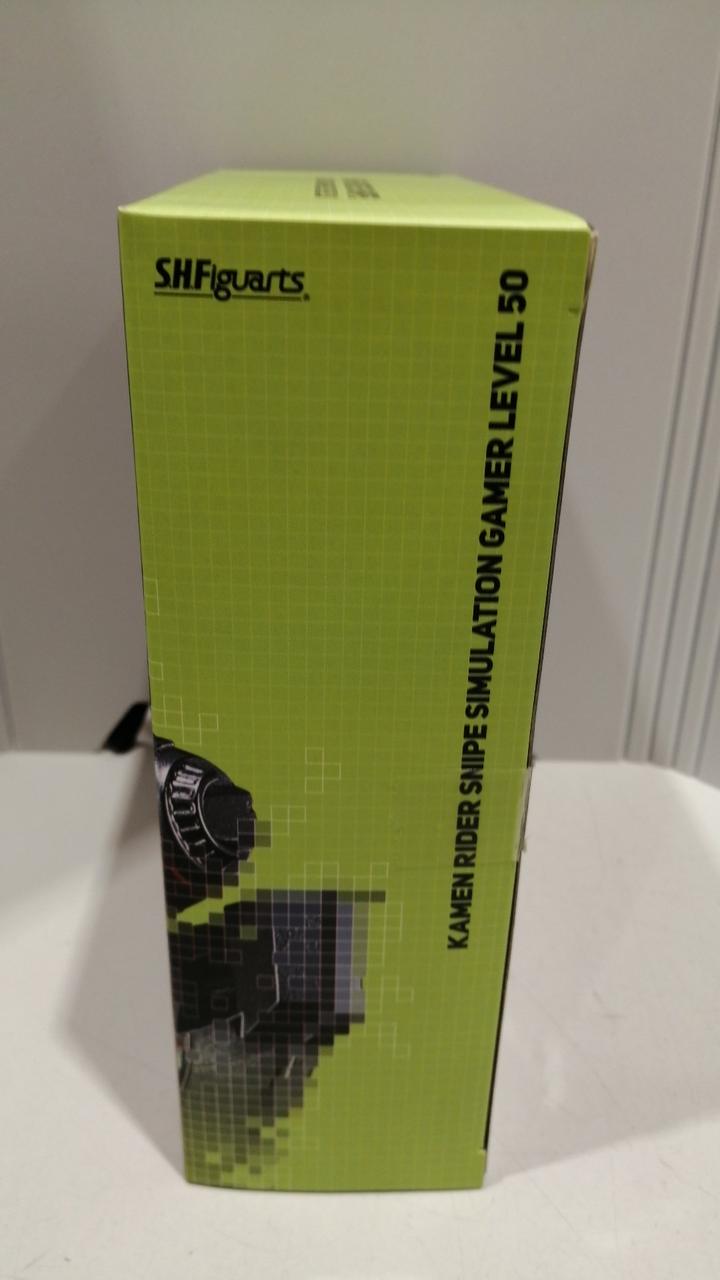 S.H.Figuarts
KAMEN RIDER SNIPE SIMULATION GAMER LEVEL 50